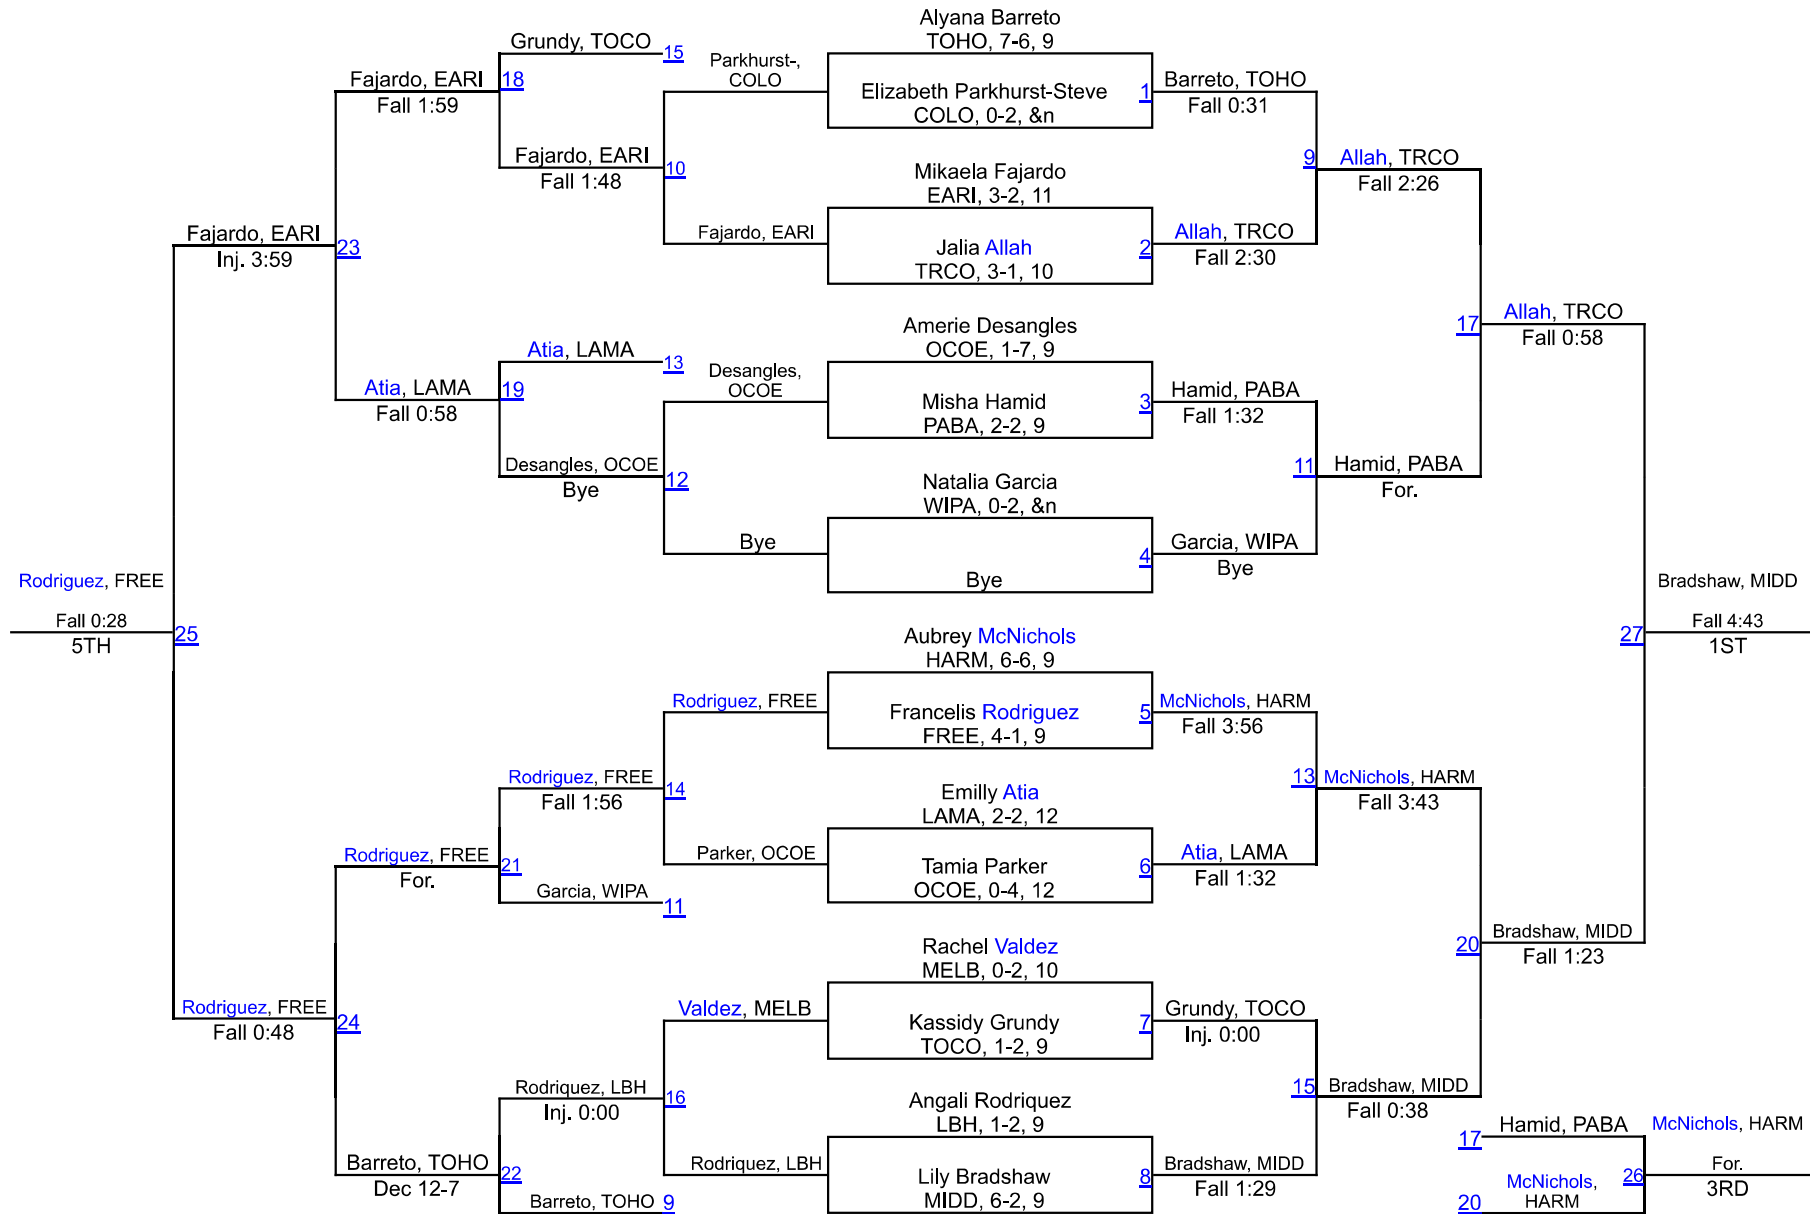 Alyana Barreto
TOHO, 7-6, 9
Elizabeth Parkhurst-Steve
COLO, 0-2, &n
1
Mikaela Fajardo
EARI, 3-2, 11
Jalia Allah
TRCO, 3-1, 10
2
Amerie Desangles
OCOE, 1-7, 9
Misha Hamid
PABA, 2-2, 9
3
Natalia Garcia
WIPA, 0-2, &n
Bye
4
Aubrey McNichols
HARM, 6-6, 9
Francelis Rodriguez
FREE, 4-1, 9
5
Emilly Atia
LAMA, 2-2, 12
Tamia Parker
OCOE, 0-4, 12
6
Rachel Valdez
MELB, 0-2, 10
Kassidy Grundy
TOCO, 1-2, 9
7
Angali Rodriquez
LBH, 1-2, 9
Lily Bradshaw
MIDD, 6-2, 9
8
Barreto, TOHO
Fall 0:31
Allah, TRCO
Fall 2:30
Hamid, PABA
Fall 1:32
Garcia, WIPA
Bye
McNichols, HARM
Fall 3:56
Atia, LAMA
Fall 1:32
Grundy, TOCO
Inj. 0:00
Bradshaw, MIDD
Fall 1:29
9
Allah, TRCO
Fall 2:26
11
Hamid, PABA
For.
13
McNichols, HARM
Fall 3:43
15
Bradshaw, MIDD
Fall 0:38
17
Allah, TRCO
Fall 0:58
20
Bradshaw, MIDD
Fall 1:23
27
Bradshaw, MIDD
Fall 4:43
1ST
17
Hamid, PABA
20
McNichols,
HARM
26
McNichols, HARM
For.
3RD
Parkhurst-,
COLO
Fajardo, EARI
Desangles,
OCOE
Bye
Rodriguez, FREE
Parker, OCOE
Valdez, MELB
Rodriquez, LBH
Grundy, TOCO
15
10
Fajardo, EARI
Fall 1:48
Atia, LAMA
13
12
Desangles, OCOE
Bye
14
Rodriguez, FREE
Fall 1:56
Garcia, WIPA
11
16
Rodriquez, LBH
Inj. 0:00
Barreto, TOHO
9
18
Fajardo, EARI
Fall 1:59
19
Atia, LAMA
Fall 0:58
21
Rodriguez, FREE
For.
22
Barreto, TOHO
Dec 12-7
23
Fajardo, EARI
Inj. 3:59
24
Rodriguez, FREE
Fall 0:48
25
Rodriguez, FREE
Fall 0:28
5TH